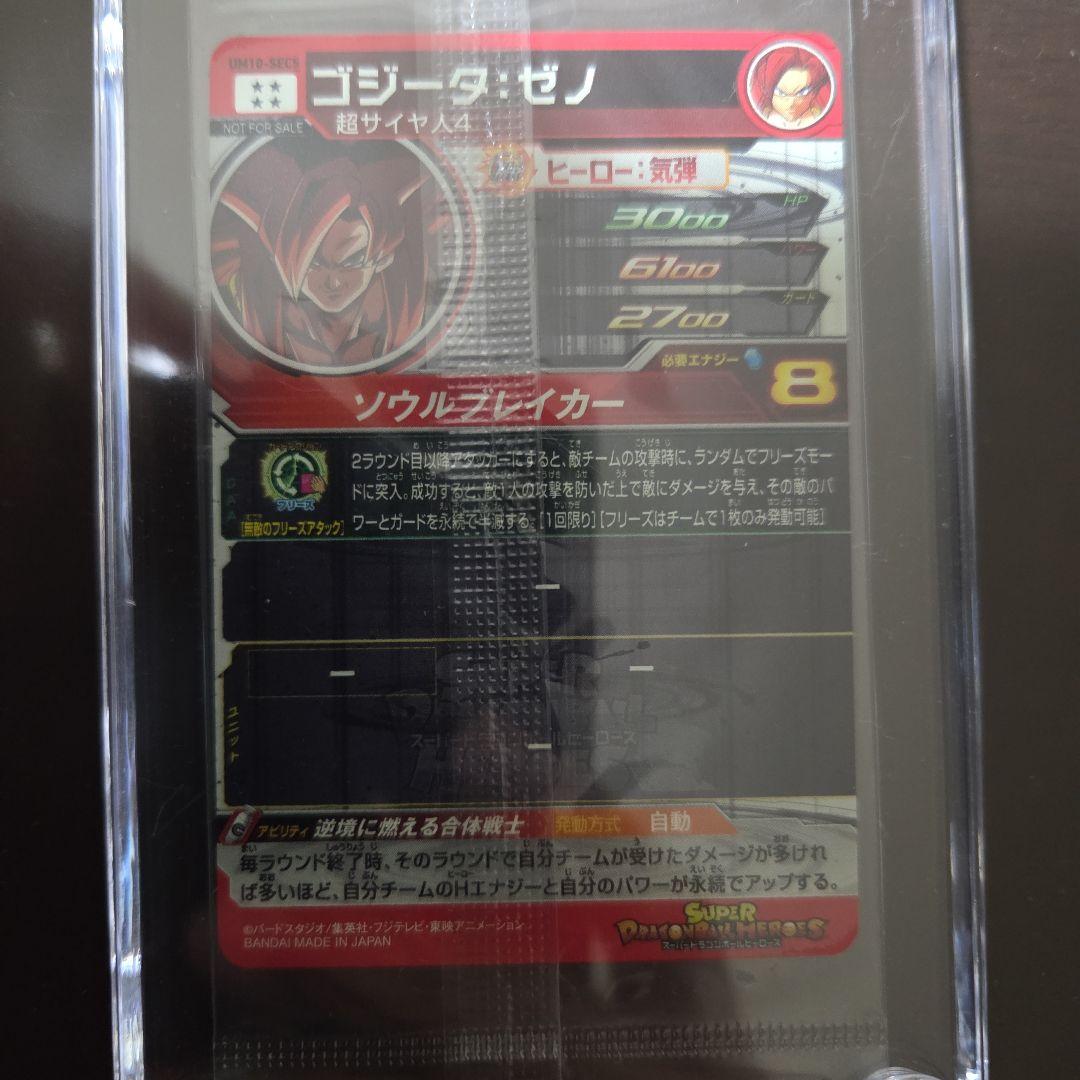 UM10-SEC5
ゴジータ:ゼノ
NOT FOR SALE
超サイヤ人4
ヒーロー:気弾
HP
3000
パワー
6100
ガード
2700
必要エナジー
8
ソウルブレイカー
フリーズ
[無敵のフリーズアタック]
2ラウンド目以降アタッカーにすると、敵チームの攻撃時に、ランダムでフリーズモー
ドに突入。成功すると、敵1人の攻撃を防いだ上で敵にダメージを与え、その敵のパ
ワーとガードを永続で半減する。[1回限り][フリーズはチームで1枚のみ発動可能]
ー
ー
ー
ユニット
ー
スーパードラゴンボールヒーローズ
アビリティ 逆境に燃える合体戦士 発動方式 自動
毎ラウンド終了時、そのラウンドで自分チームが受けたダメージが多けれ
ば多いほど、自分チームのHエナジーと自分のパワーが永続でアップする。
©バードスタジオ/集英社・フジテレビ・東映アニメーション
BANDAI MADE IN JAPAN
SUPER
DRAGONBALL HEROES
スーパードラゴンボールヒーローズ